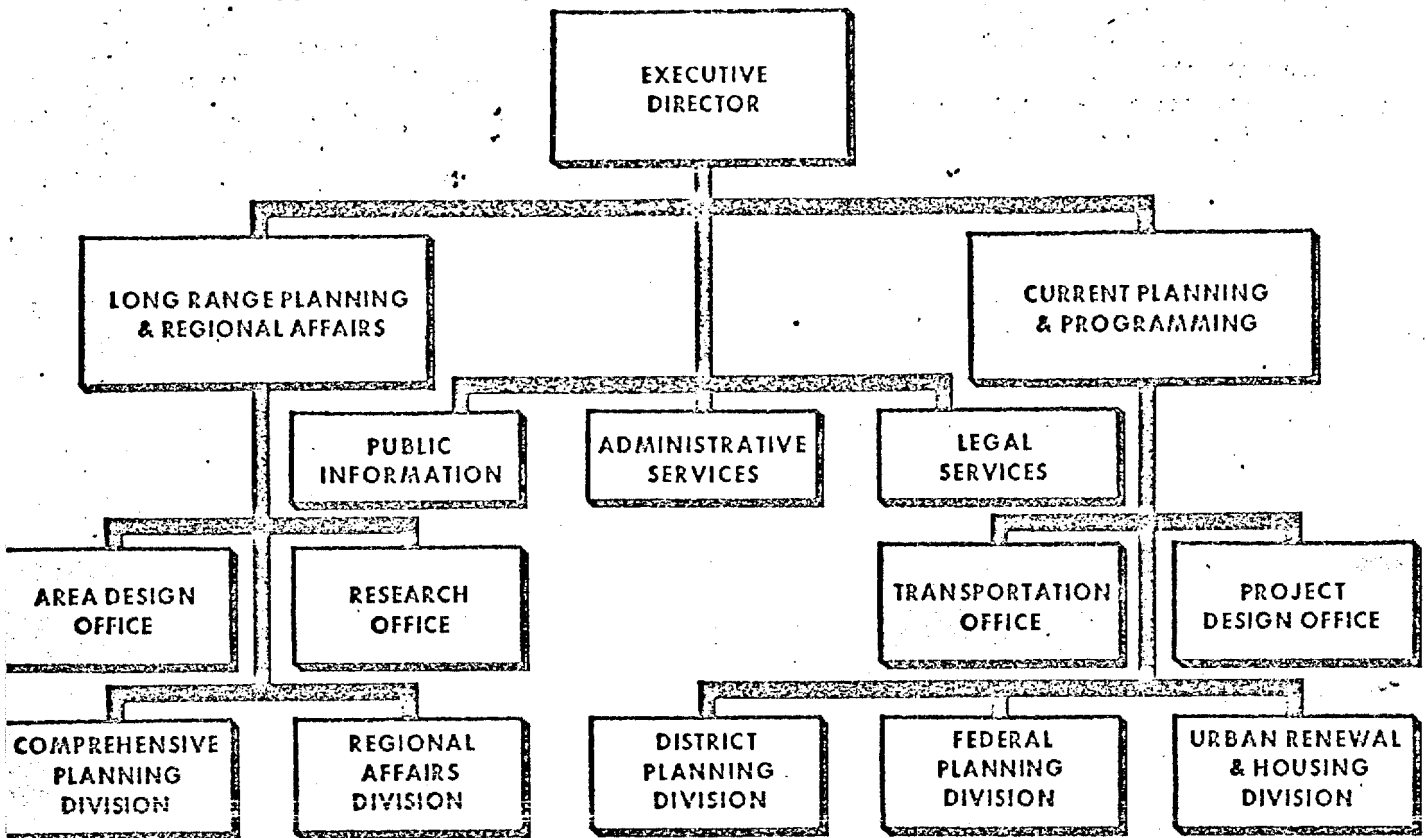 EXECUTIVE
DIRECTOR
LONG RANGE PLANNING
& REGIONAL AFFAIRS
CURRENT PLANNING
& PROGRAMMING
PUBLIC
INFORMATION
ADMINISTRATIVE
SERVICES
LEGAL
SERVICES
AREA DESIGN
OFFICE
RESEARCH
OFFICE
TRANSPORTATION
OFFICE
PROJECT
DESIGN OFFICE
COMPREHENSIVE
PLANNING
DIVISION
REGIONAL
AFFAIRS
DIVISION
DISTRICT
PLANNING
DIVISION
FEDERAL
PLANNING
DIVISION
URBAN RENEWAL
& HOUSING
DIVISION